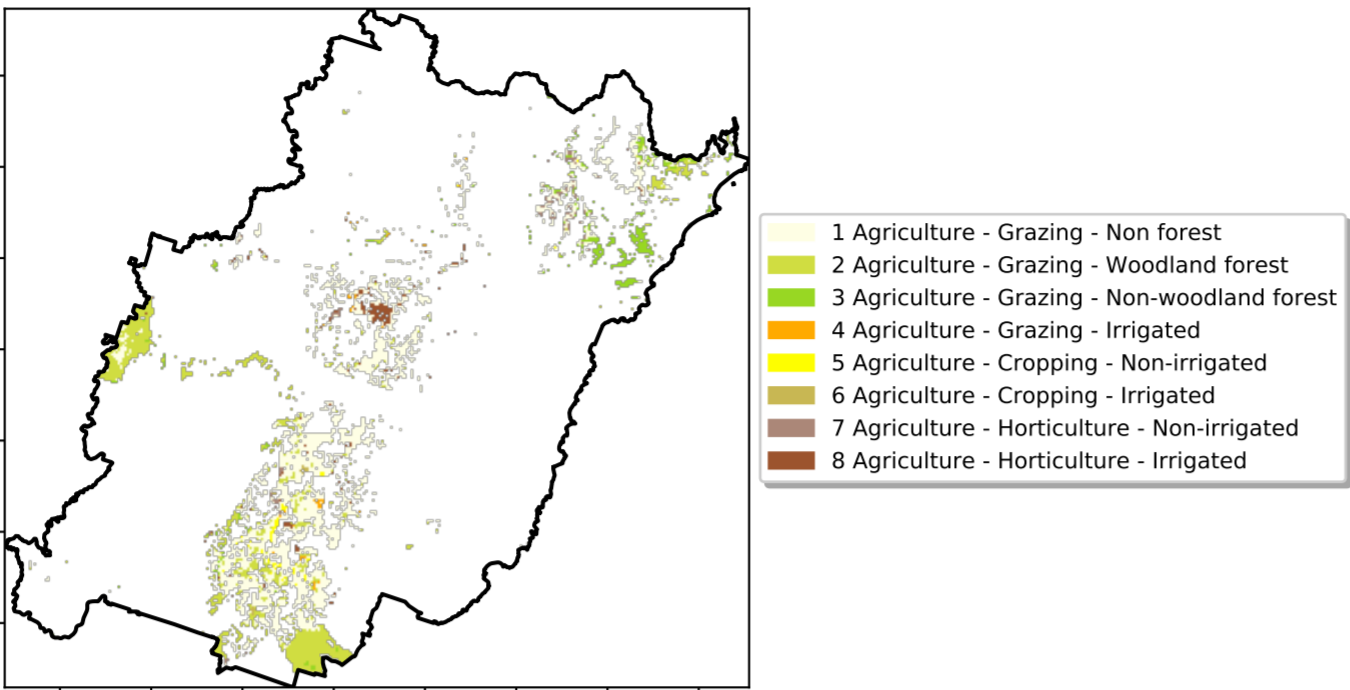 1 Agriculture - Grazing - Non forest
2 Agriculture - Grazing - Woodland forest
3 Agriculture - Grazing - Non-woodland forest
4 Agriculture - Grazing - Irrigated
5 Agriculture - Cropping - Non-irrigated
6 Agriculture - Cropping - Irrigated
7 Agriculture - Horticulture - Non-irrigated
8 Agriculture - Horticulture - Irrigated